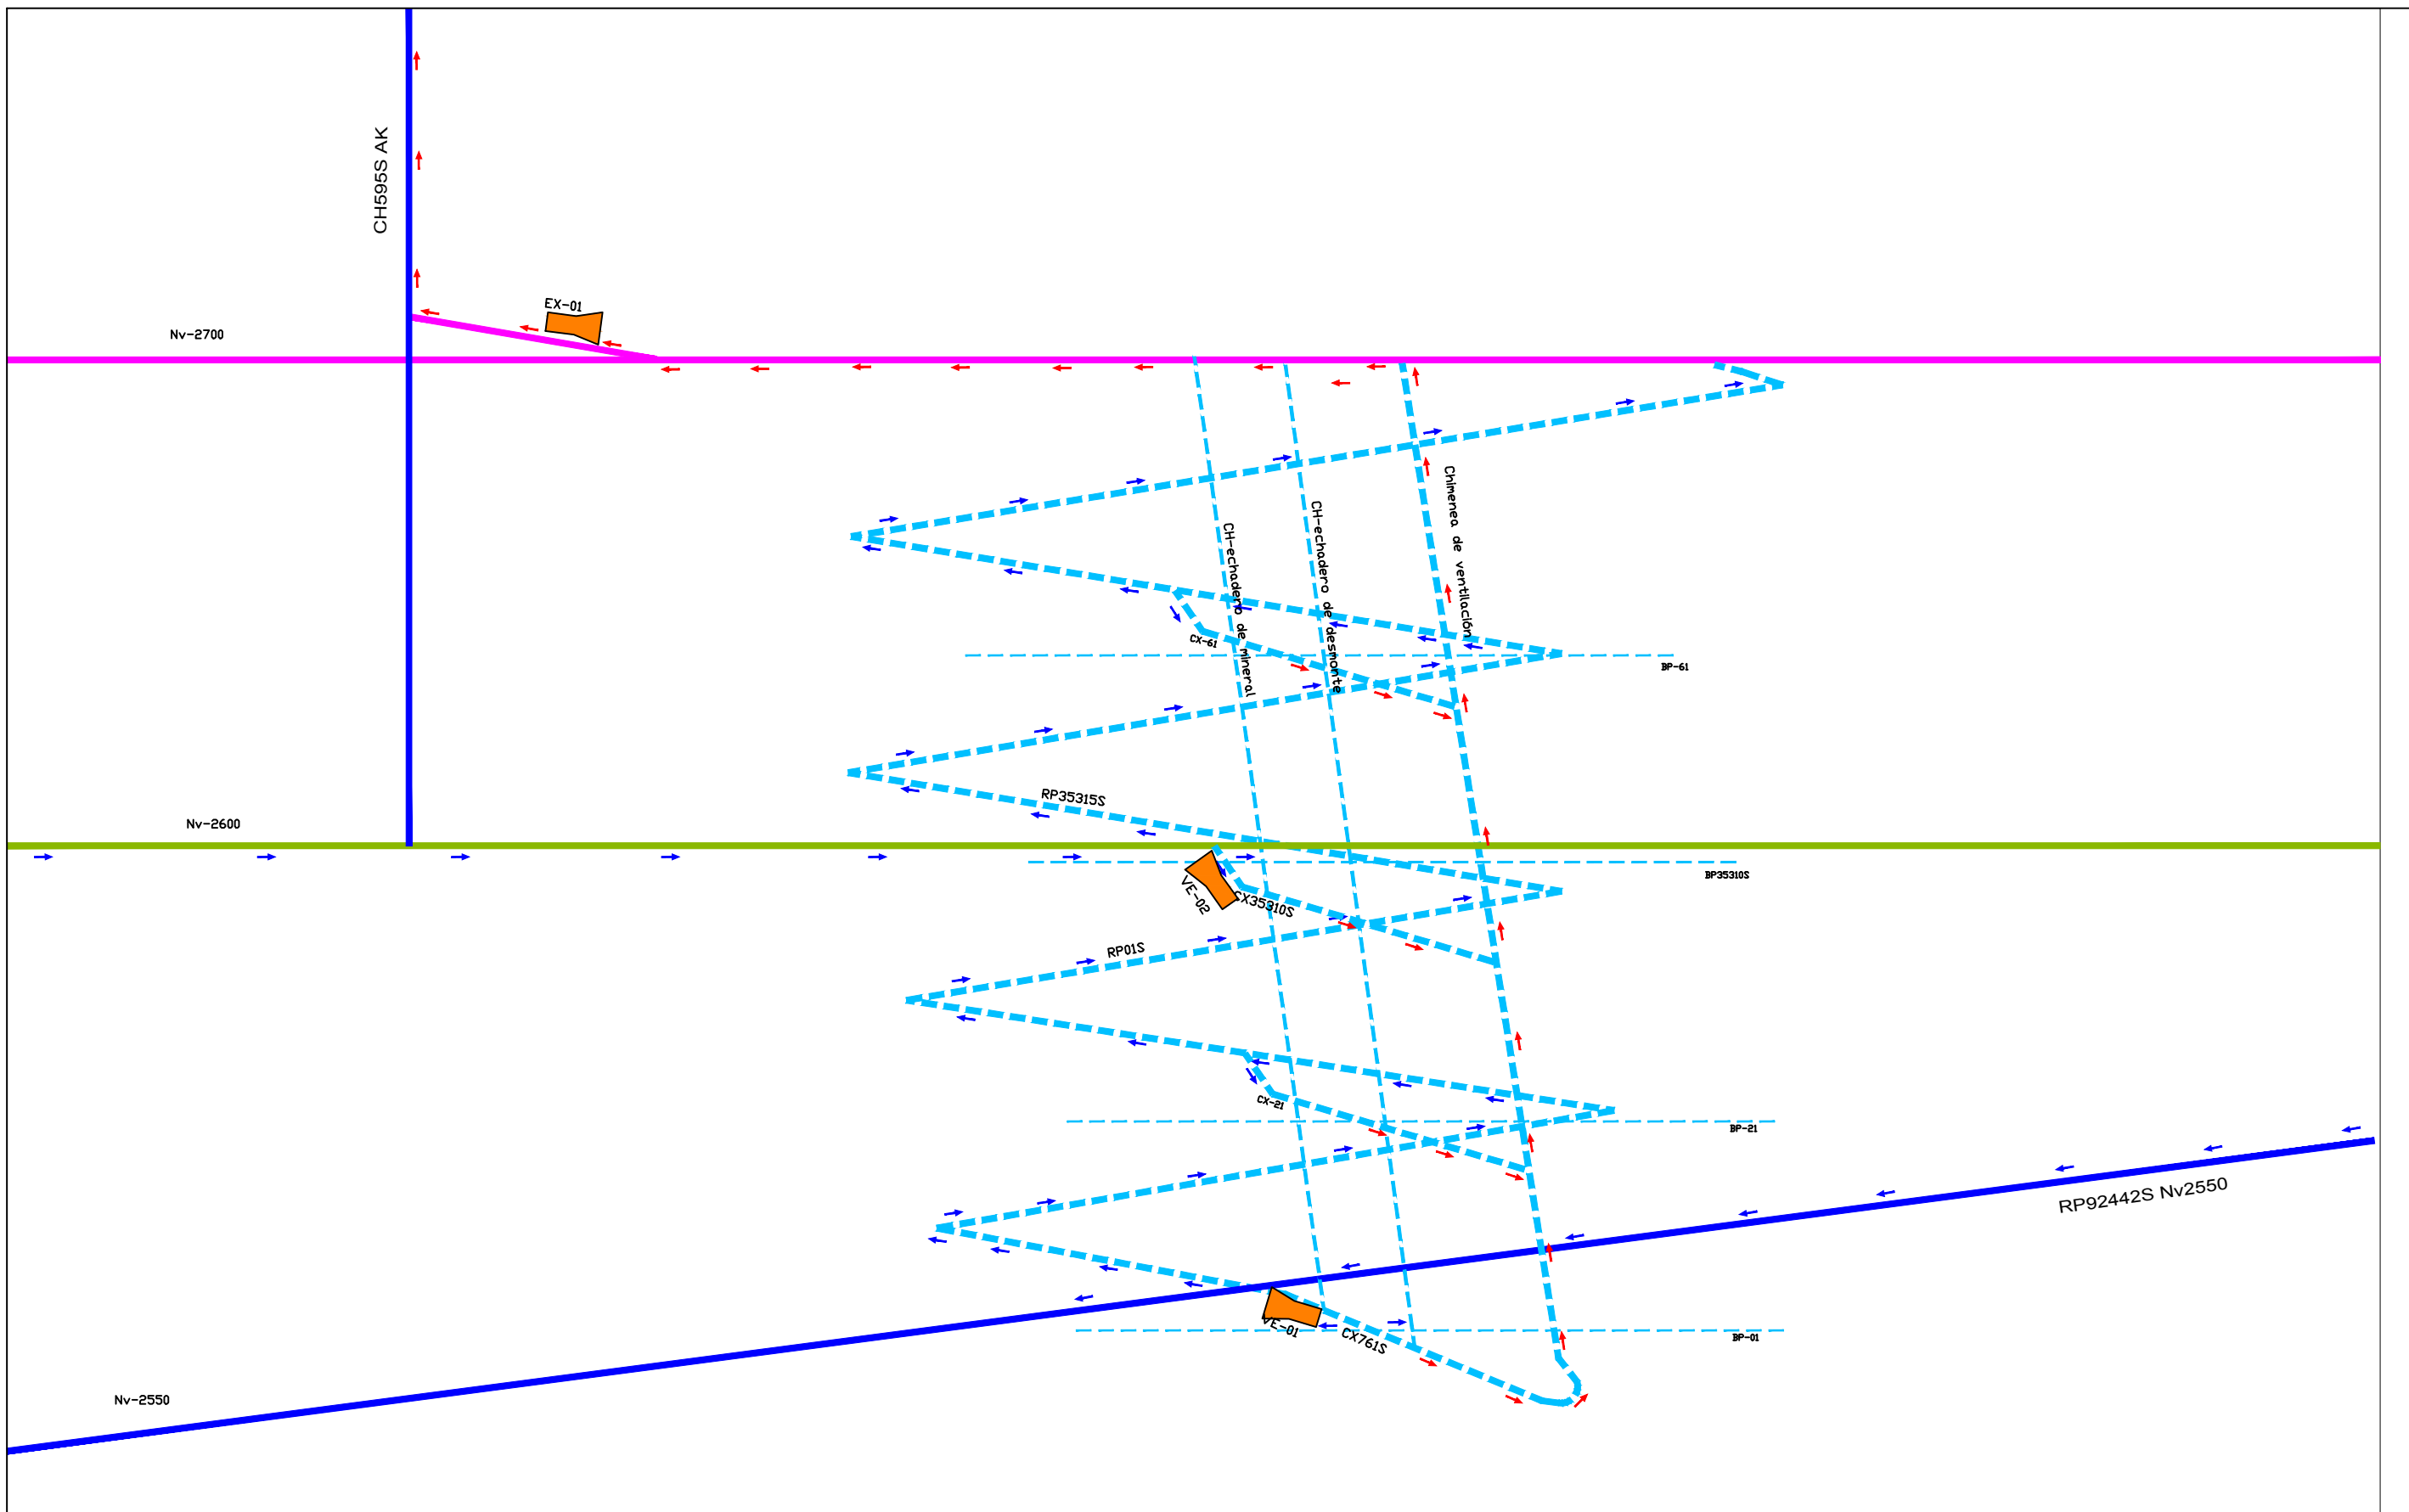 CH595S AK
EX-01
Nv-2700
Chimenea de ventilación
CH-echadero de desmonte
CH-echadero de mineral
CX-61
BP-61
RP35315S
Nv-2600
BP35310S
VE-02
CX35310S
RP01S
CX-21
BP-21
RP92442S Nv2550
VE-01
CX761S
BP-01
Nv-2550